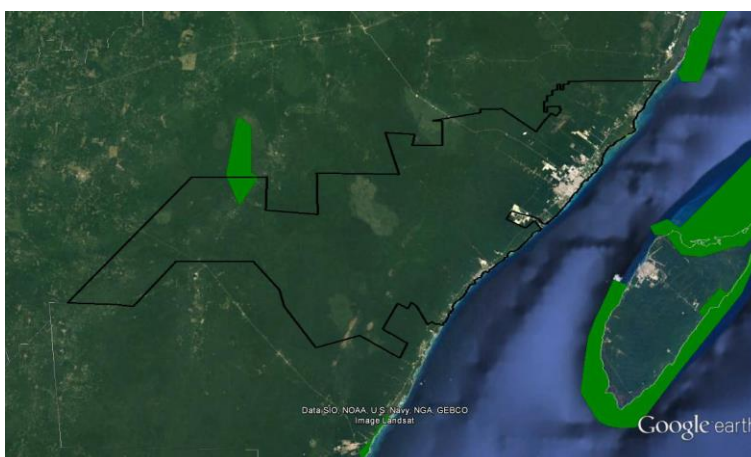 Data SIO, NOAA, U.S. Navy, NGA, GEBCO
Image Landsat
Google earth